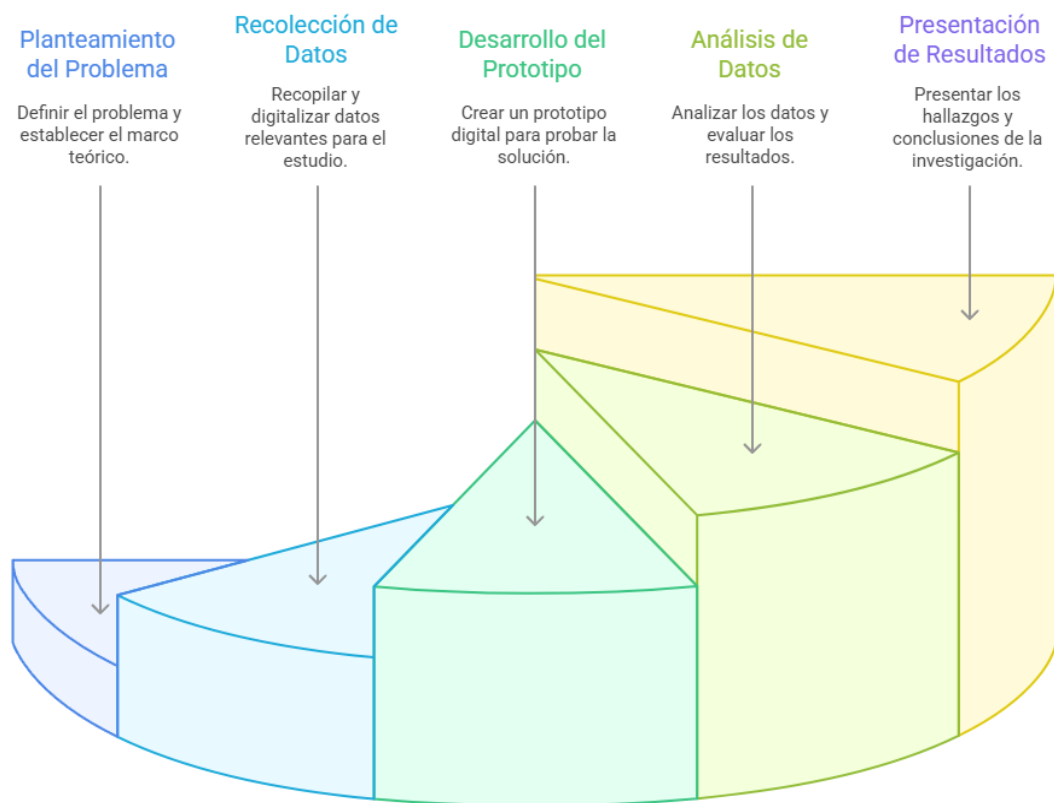 Planteamiento
del Problema
Definir el problema y
establecer el marco
teórico.
Recolección de
Datos
Recopilar y
digitalizar datos
relevantes para el
estudio.
Desarrollo del
Prototipo
Crear un prototipo
digital para probar la
solución.
Análisis de
Datos
Analizar los datos y
evaluar los
resultados.
Presentación
de Resultados
Presentar los
hallazgos y
conclusiones de la
investigación.